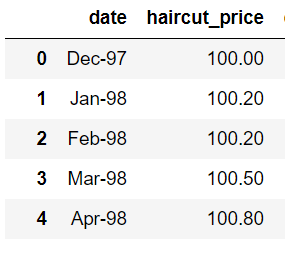 date haircut_price
0 Dec-97 100.00
1 Jan-98 100.20
2 Feb-98 100.20
3 Mar-98 100.50
4 Apr-98 100.80